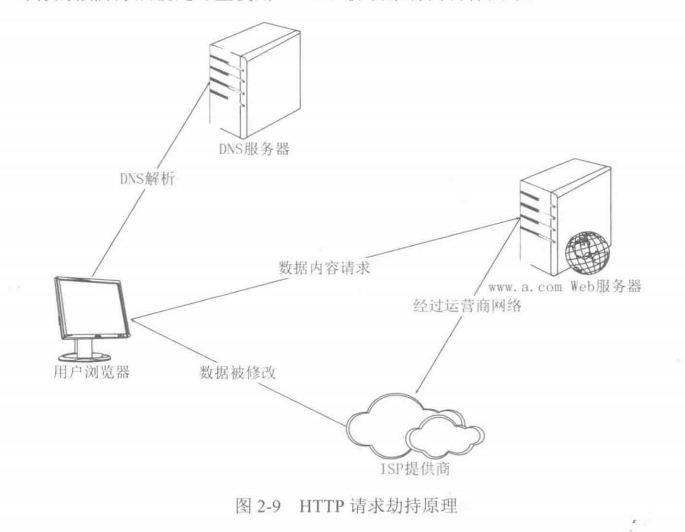 DNS服务器
DNS解析
数据内容请求
www.a.com Web服务器
经过运营商网络
用户浏览器
数据被修改
ISP提供商
图 2-9 HTTP 请求劫持原理